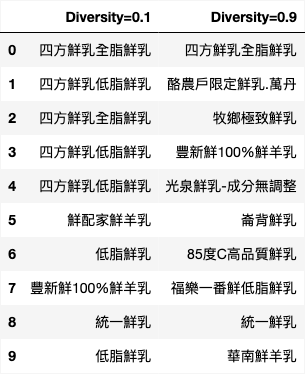 Diversity=0.1 Diversity=0.9
0 四方鮮乳全脂鮮乳 四方鮮乳全脂鮮乳
1 四方鮮乳低脂鮮乳 酪農戶限定鮮乳.萬丹
2 四方鮮乳全脂鮮乳 牧鄉極致鮮乳
3 四方鮮乳低脂鮮乳 豐新鮮100%鮮羊乳
4 四方鮮乳低脂鮮乳 光泉鮮乳-成分無調整
5 鮮配家鮮羊乳 崙背鮮乳
6 低脂鮮乳 85度C高品質鮮乳
7 豐新鮮100%鮮羊乳 福樂一番鮮低脂鮮乳
8 統一鮮乳 統一鮮乳
9 低脂鮮乳 華南鮮羊乳